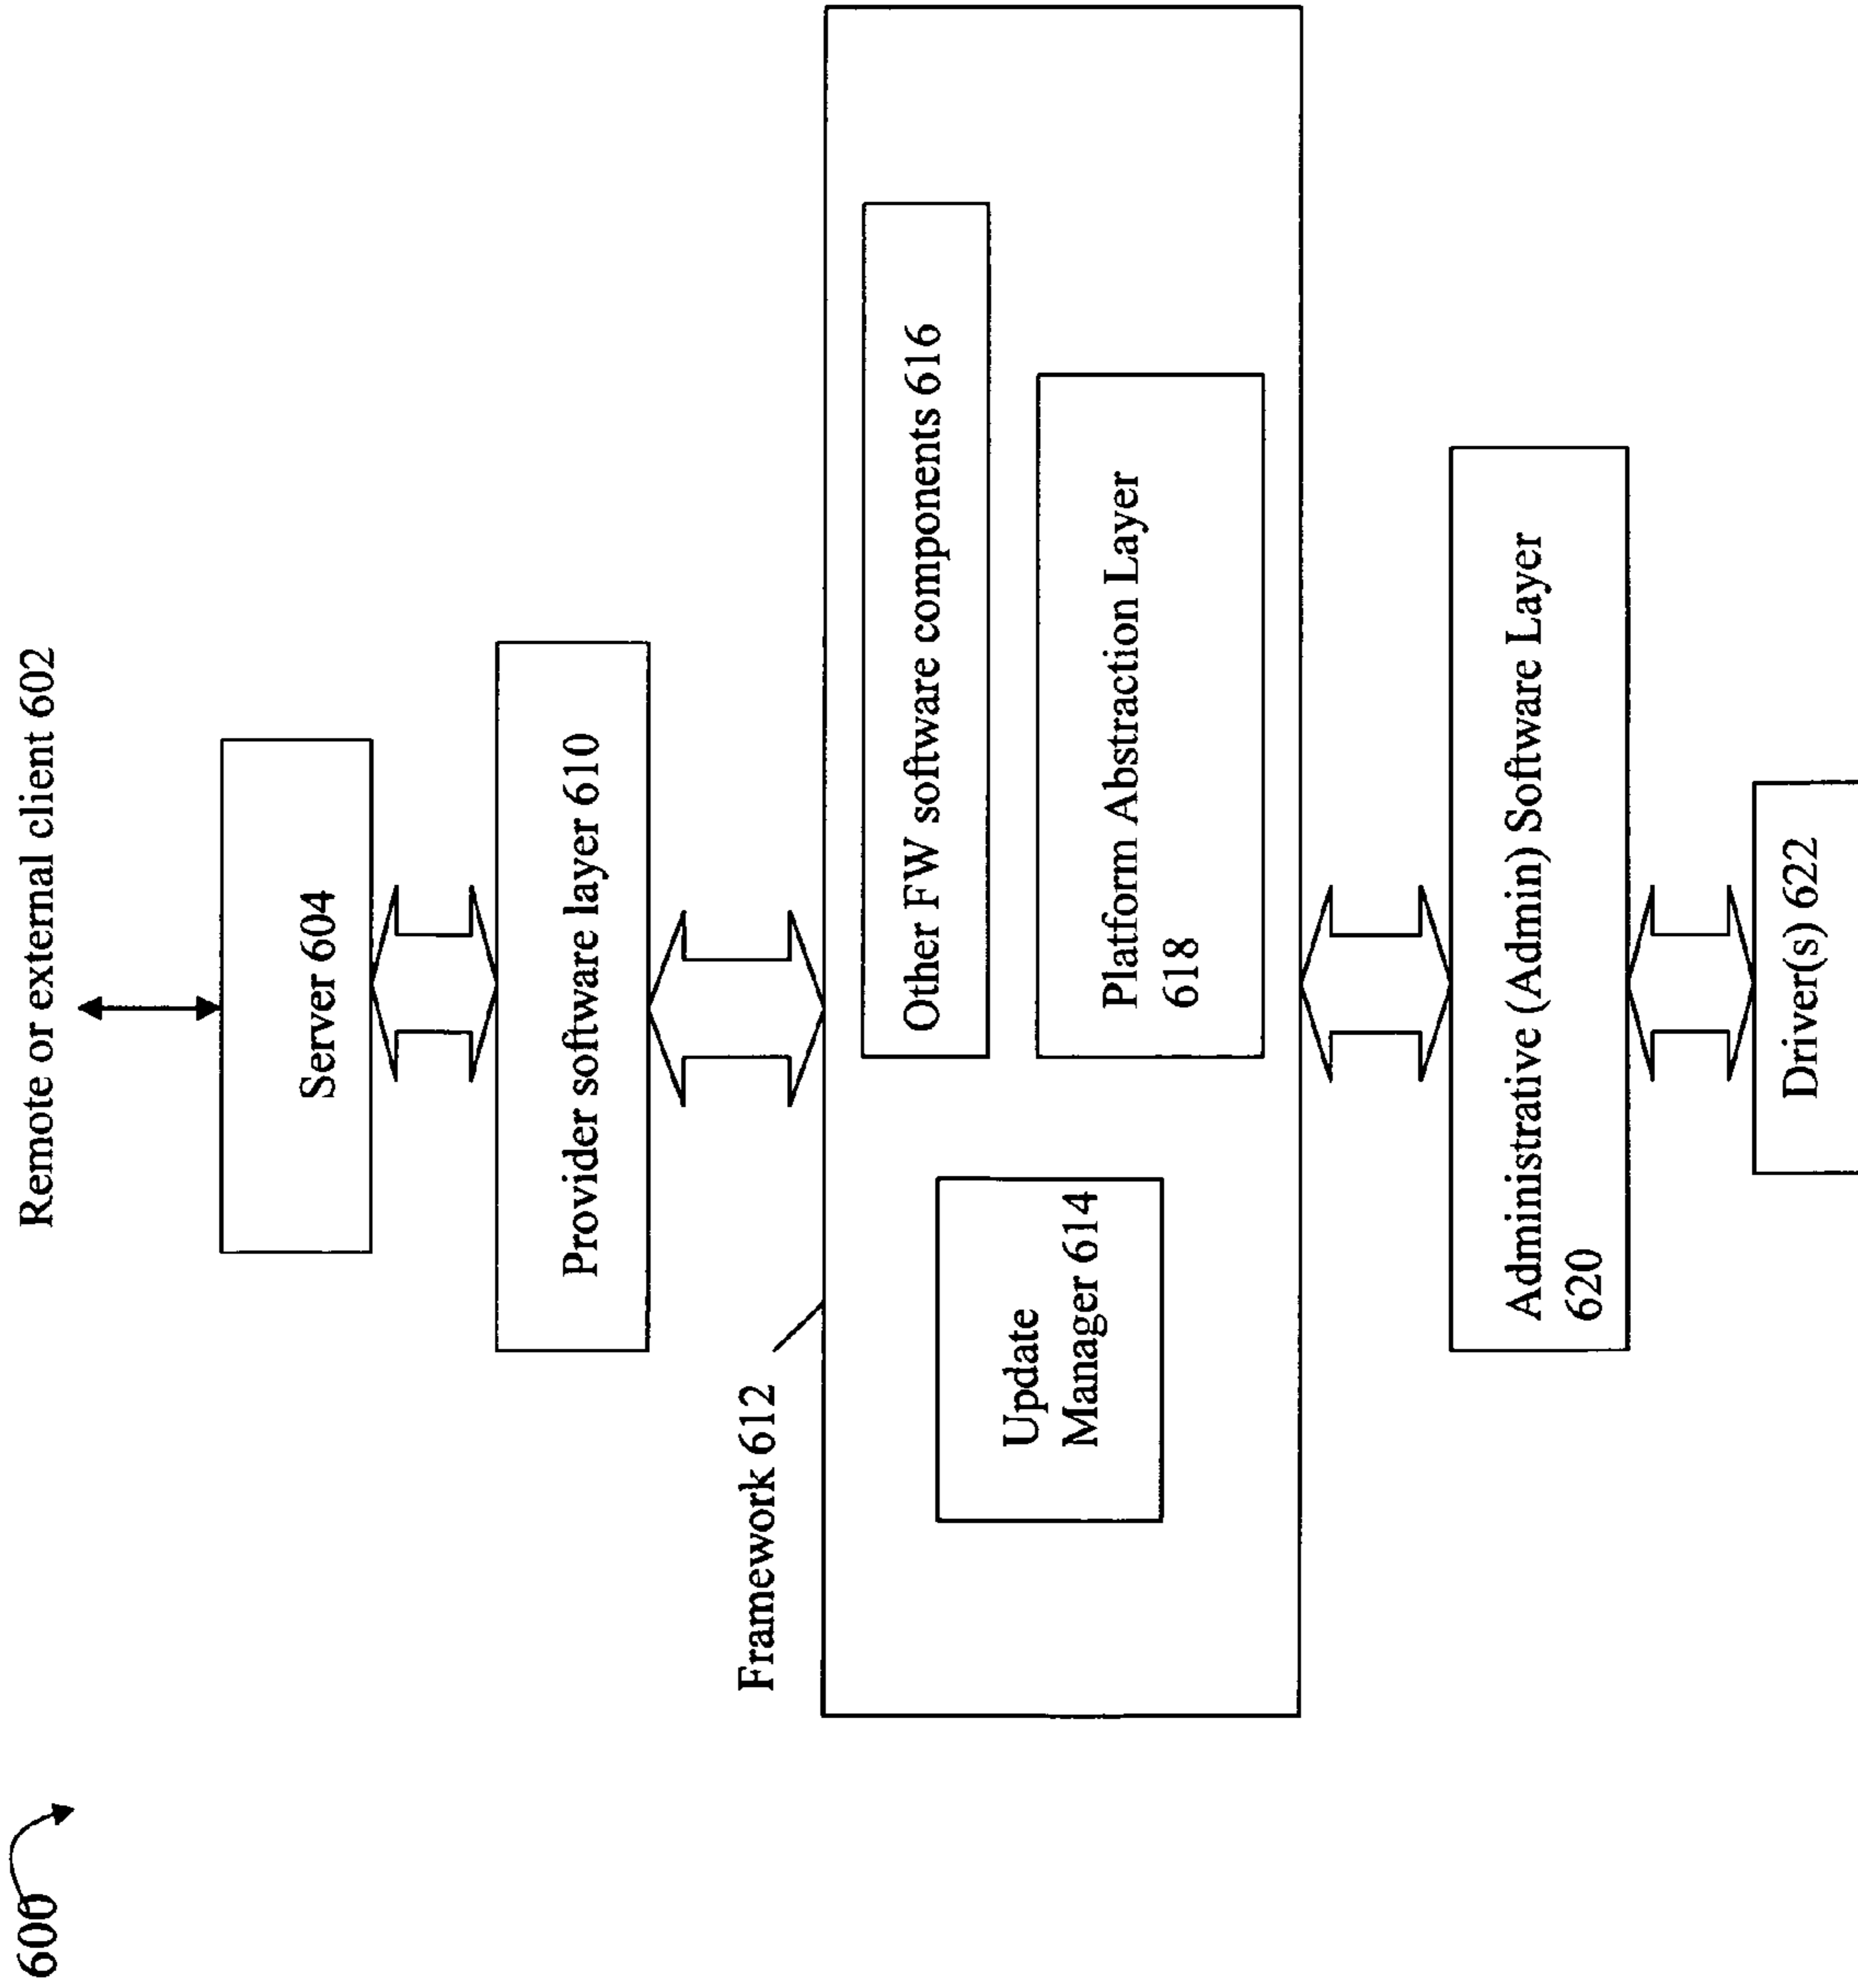 600
Remote or external client 602
Server 604
Provider software layer 610
Framework 612
Other FW software components 616
Update
Manager 614
Platform Abstraction Layer
618
Administrative (Admin) Software Layer
620
Driver(s) 622